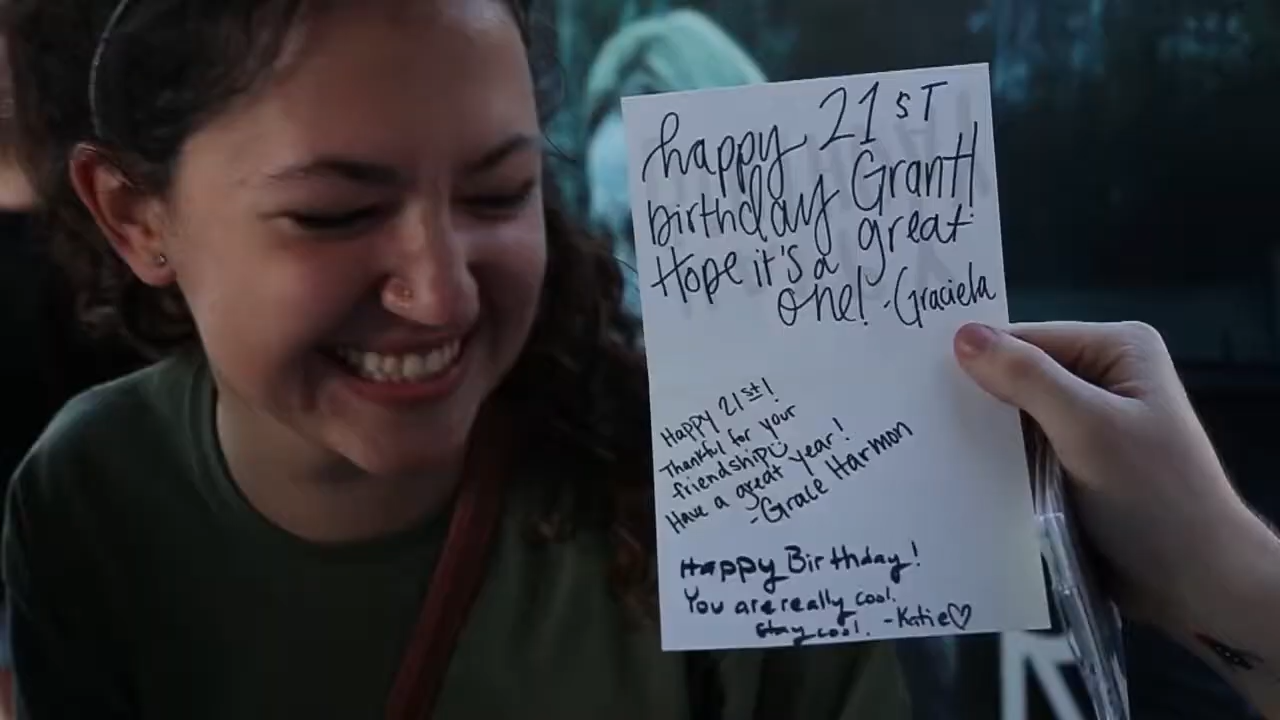 happy 21ST
birthday Grant!
Hope it's a great
one! -Graciela
Happy 21st!
Thankful for your
friendship
Have a great year!
-Grace Harmon
Happy Birthday!
You are really cool.
Stay cool. -Katie♡